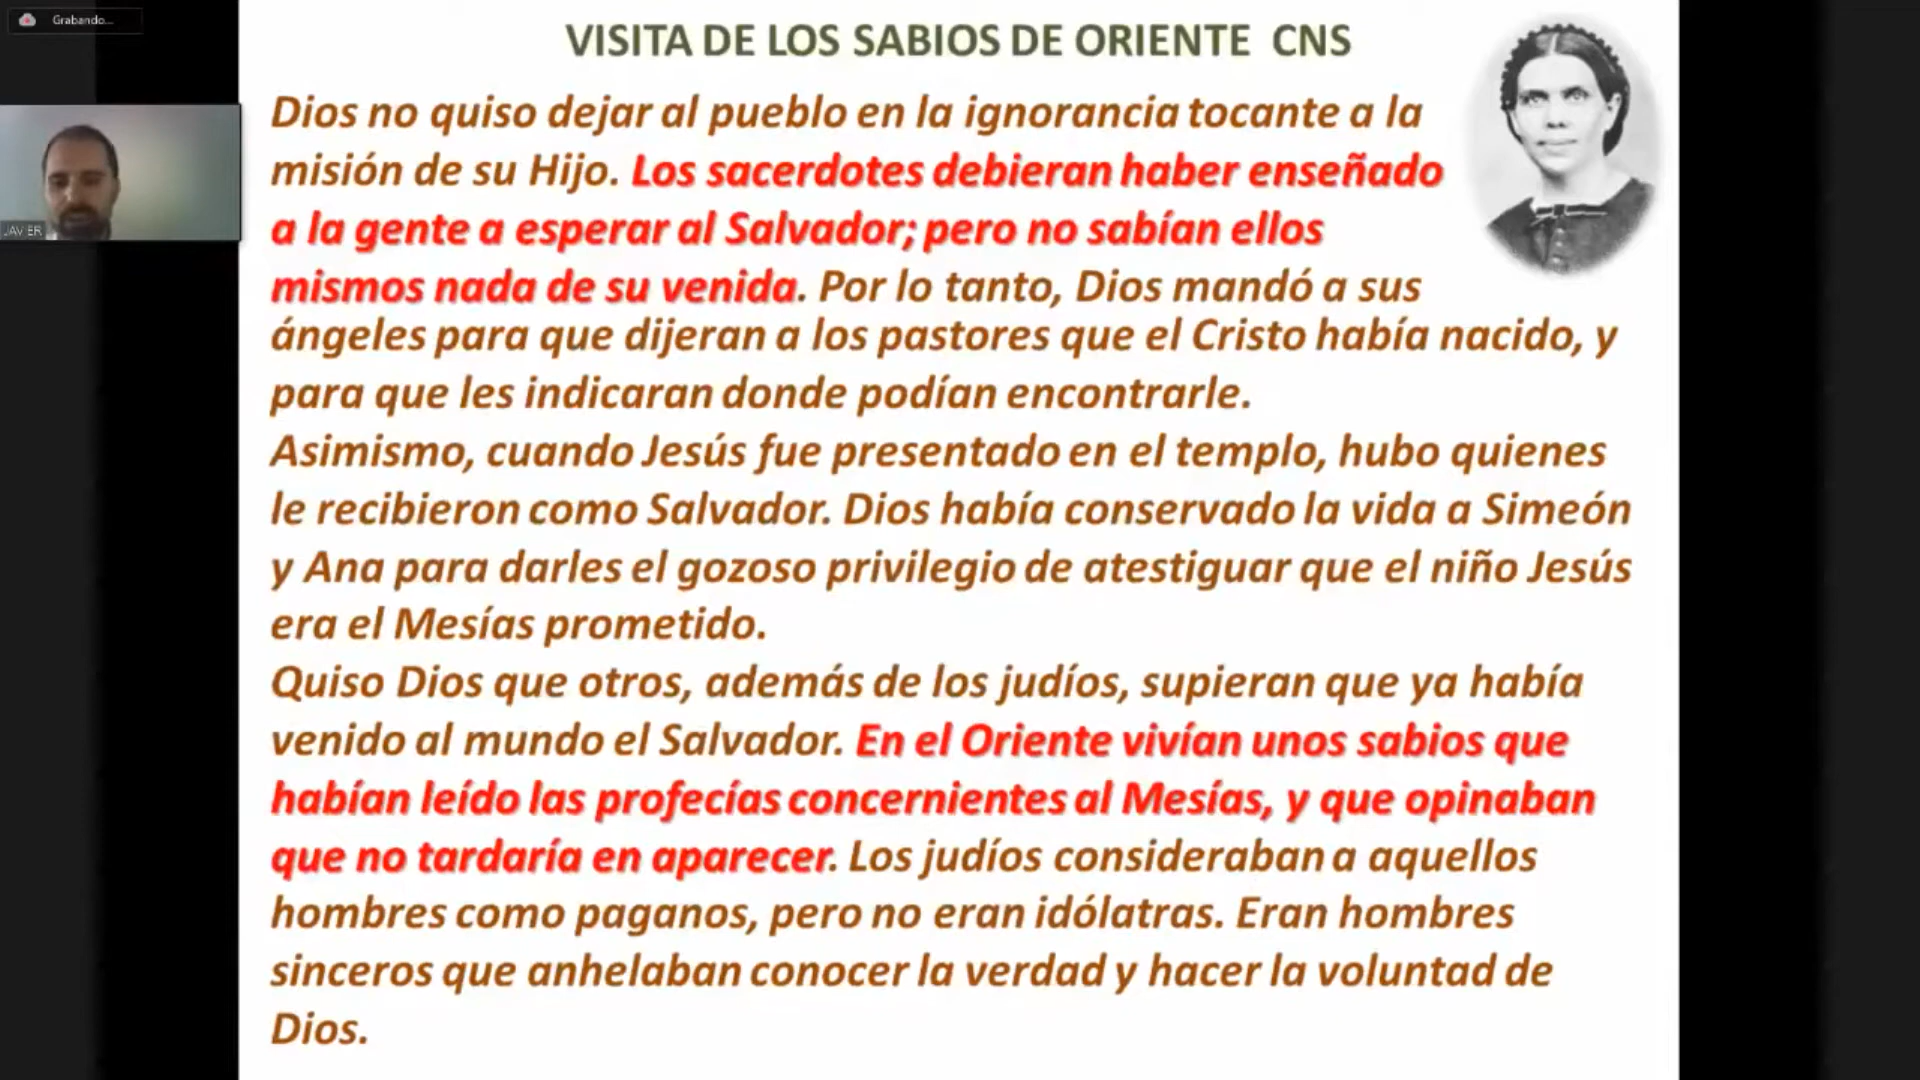 Grabando...
VISITA DE LOS SABIOS DE ORIENTE CNS
Dios no quiso dejar al pueblo en la ignorancia tocante a la
misión de su Hijo. Los sacerdotes debieran haber enseñado
a la gente a esperar al Salvador; pero no sabían ellos
mismos nada de su venida. Por lo tanto, Dios mandó a sus
ángeles para que dijeran a los pastores que el Cristo había nacido, y
para que les indicaran donde podían encontrarle.
Asimismo, cuando Jesús fue presentado en el templo, hubo quienes
le recibieron como Salvador. Dios había conservado la vida a Simeón
y Ana para darles el gozoso privilegio de atestiguar que el niño Jesús
era el Mesías prometido.
Quiso Dios que otros, además de los judíos, supieran que ya había
venido al mundo el Salvador. En el Oriente vivían unos sabios que
habían leído las profecías concernientes al Mesías, y que opinaban
que no tardaría en aparecer. Los judíos consideraban a aquellos
hombres como paganos, pero no eran idólatras. Eran hombres
sinceros que anhelaban conocer la verdad y hacer la voluntad de
Dios.
JAVIER